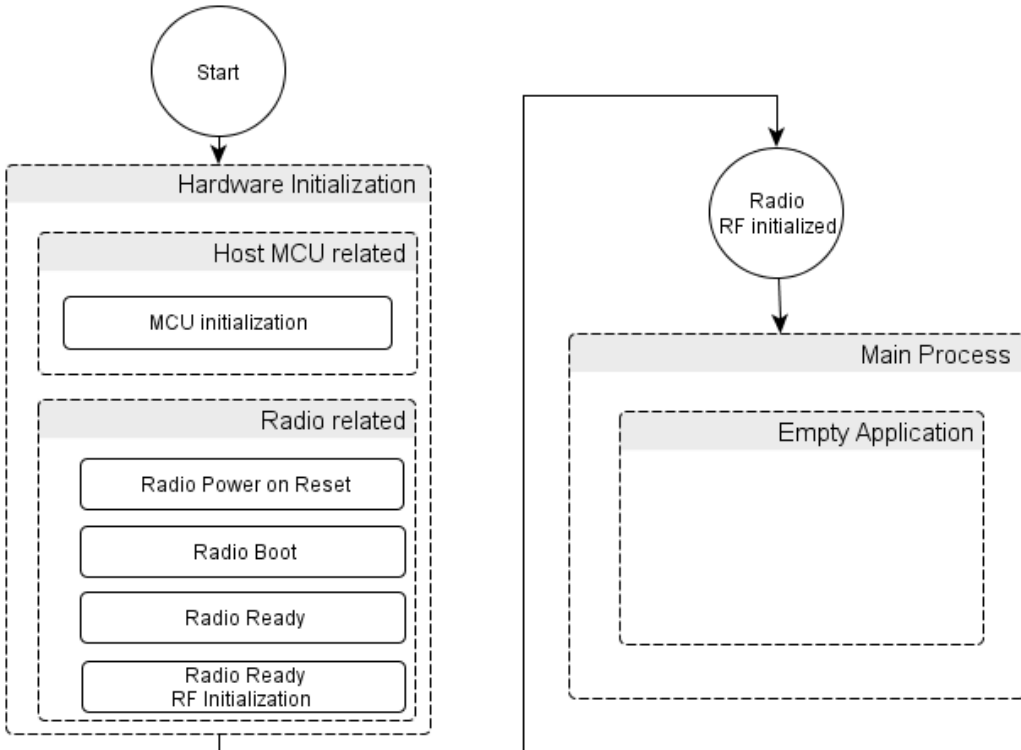 Start
Hardware Initialization
Host MCU related
MCU initialization
Radio related
Radio Power on Reset
Radio Boot
Radio Ready
Radio Ready
RF Initialization
Radio
RF initialized
Main Process
Empty Application